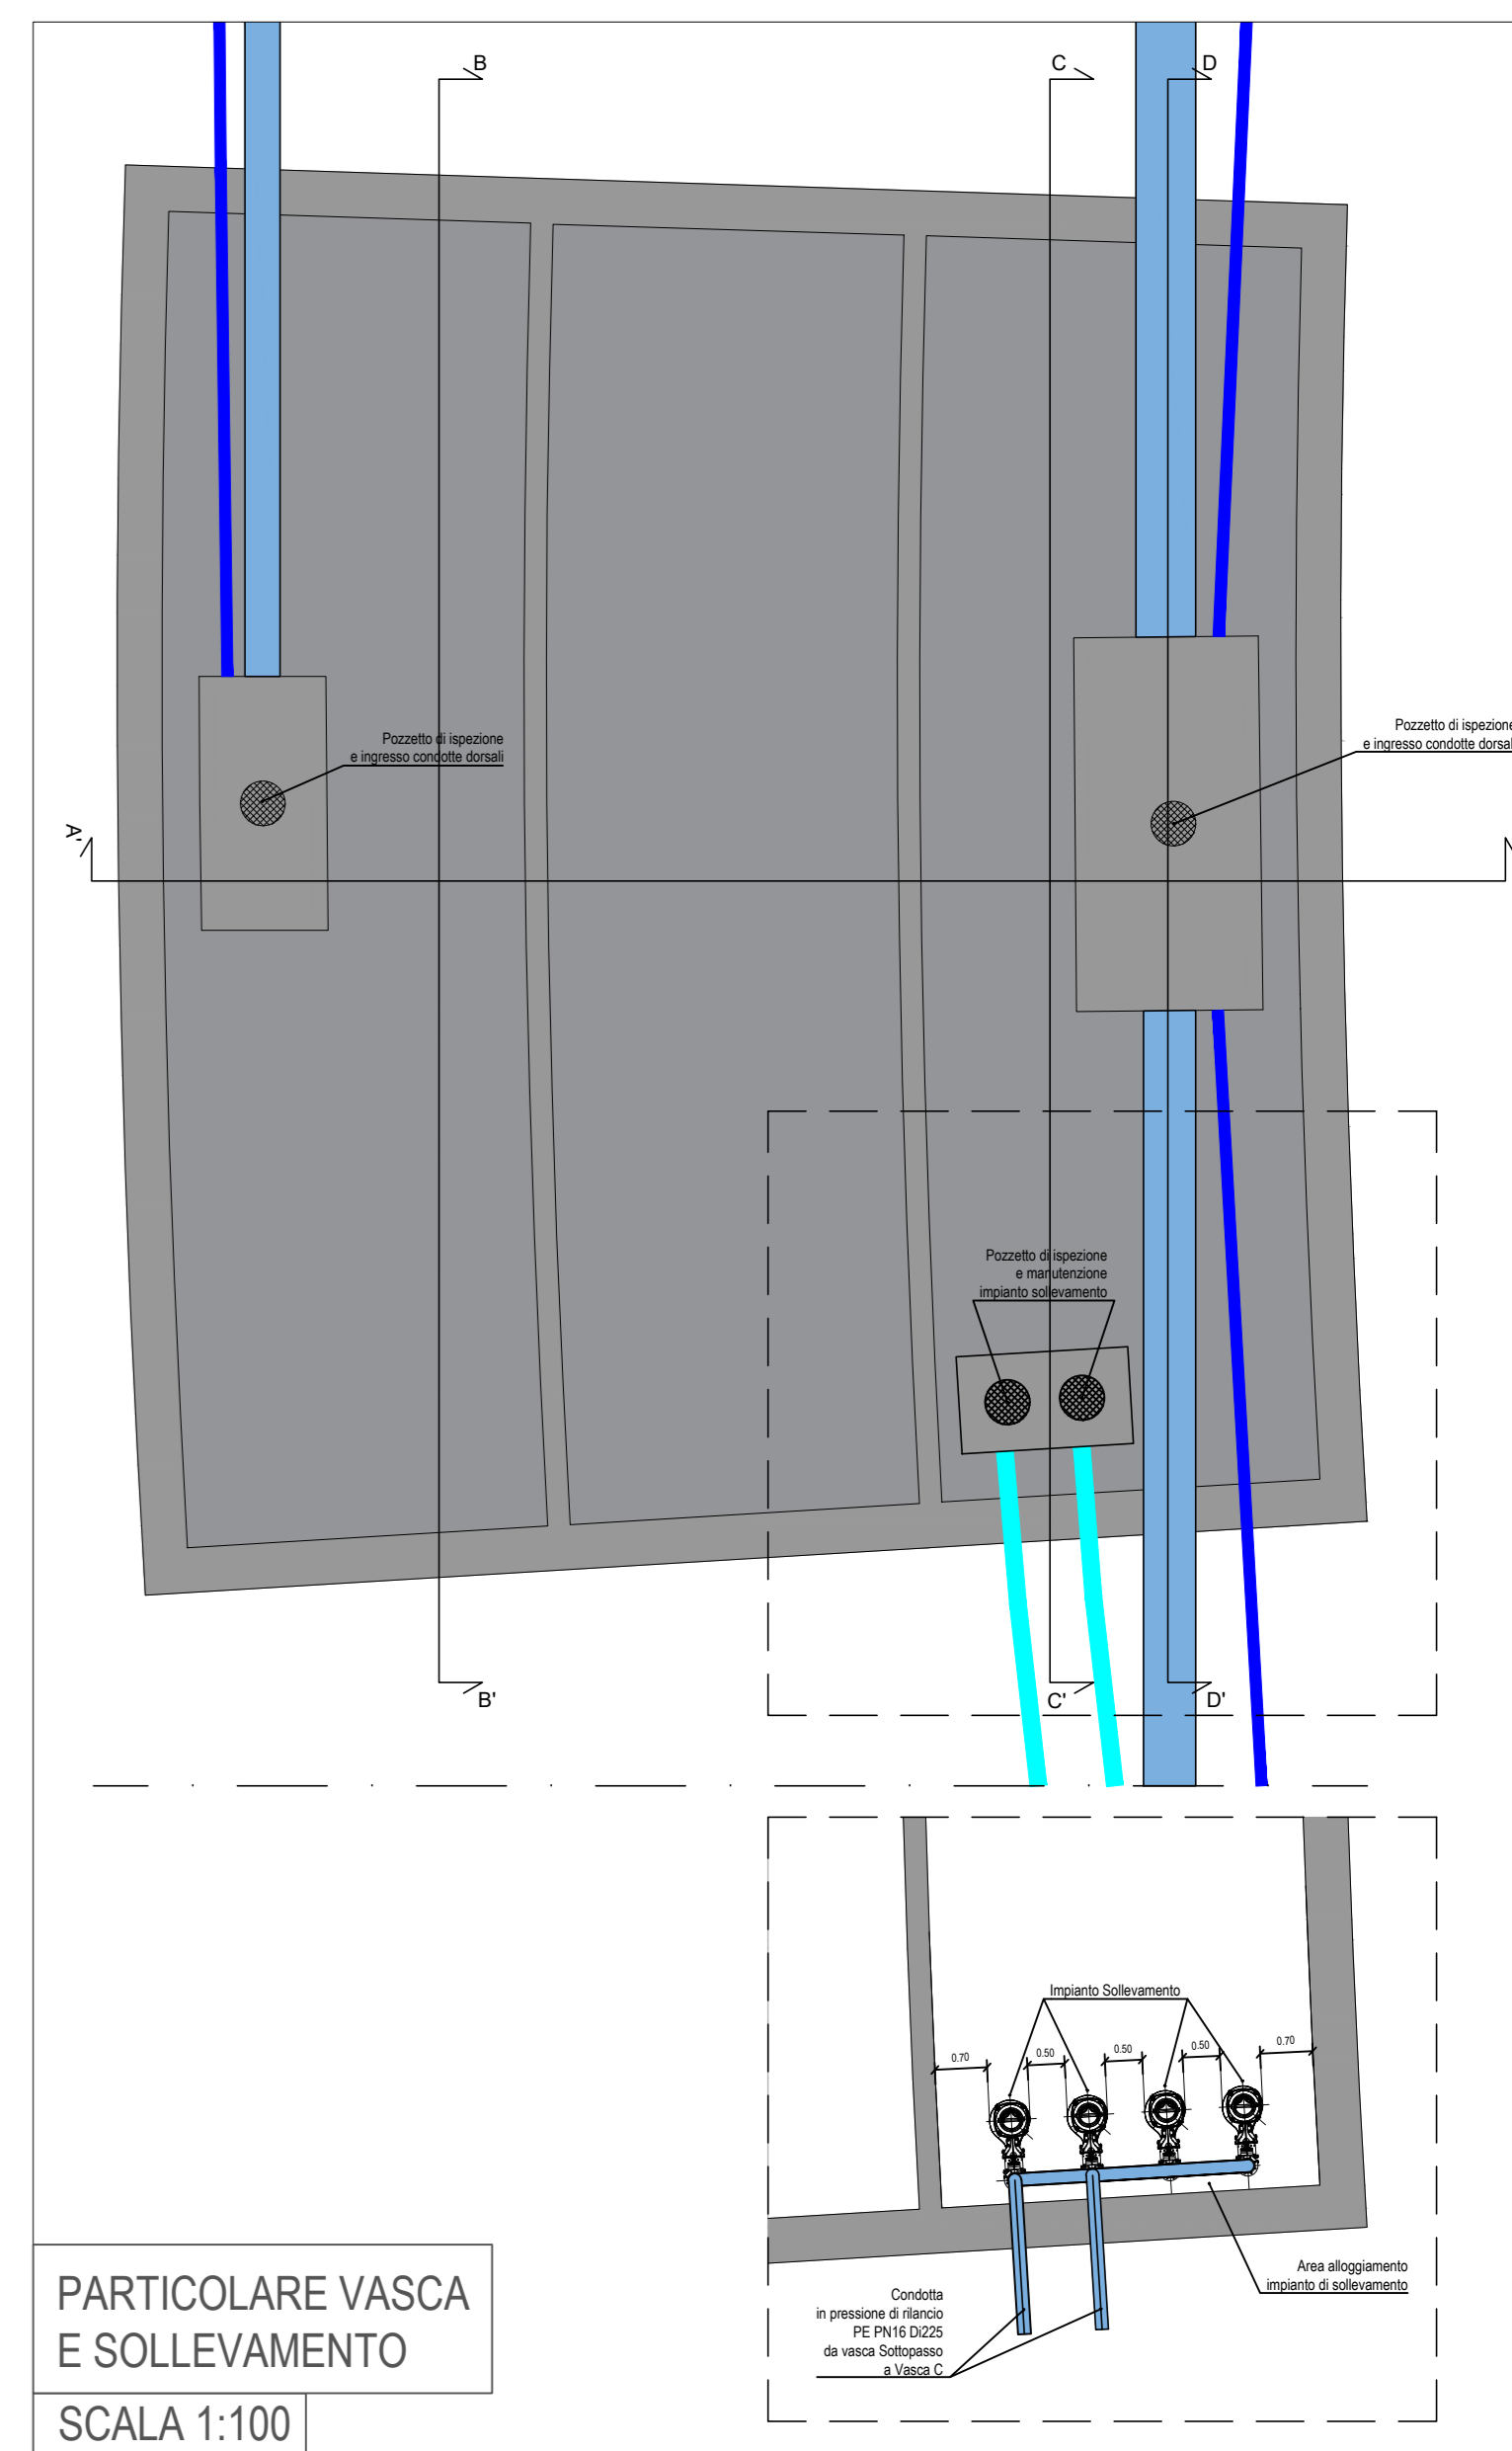 B
C
D
Pozzetto di ispezione
e ingresso condotte dorsali
Pozzetto di ispezione
e ingresso condotte dorsali
A'
Pozzetto di ispezione
e manutenzione
impianto sollevamento
B'
C'
D'
Impianto Sollevamento
0.70
0.50
0.50
0.50
0.70
Area alloggiamento
impianto di sollevamento
Condotta
in pressione di rilancio
PE PN16 Di225
da vasca Sottopasso
a Vasca C
PARTICOLARE VASCA
E SOLLEVAMENTO
SCALA 1:100